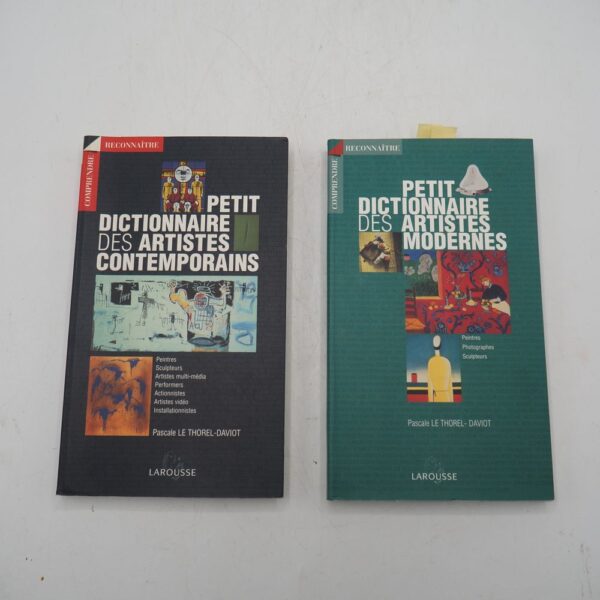 COMPRENDRE
RECONNAÎTRE
PETIT
DICTIONNAIRE
DES ARTISTES
CONTEMPORAINS
Peintres
Sculpteurs
Artistes multi-média
Performers
Actionnistes
Artistes vidéo
Installationnistes
Pascale LE THOREL-DAVIOT
LAROUSSE
COMPRENDRE
RECONNAÎTRE
PETIT
DICTIONNAIRE
DES ARTISTES
MODERNES
Peintres
Photographes
Sculpteurs
Pascale LE THOREL- DAVIOT
LAROUSSE